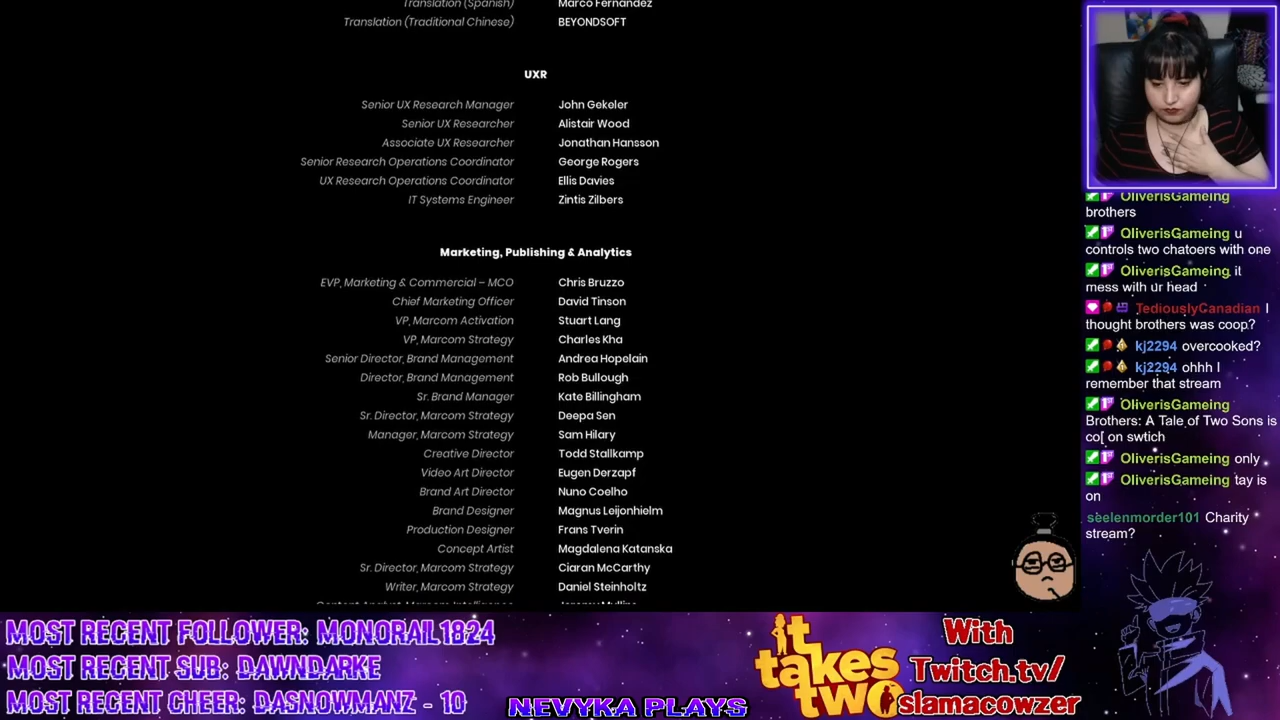 Translation (Spanish) Marco Fernandez
Translation (Traditional Chinese) BEYONDSOFT
UXR
Senior UX Research Manager John Gekeler
Senior UX Researcher Alistair Wood
Associate UX Researcher Jonathan Hansson
Senior Research Operations Coordinator George Rogers
UX Research Operations Coordinator Ellis Davies
IT Systems Engineer Zintis Zilbers
Marketing, Publishing & Analytics
EVP, Marketing & Commercial – MCO Chris Bruzzo
Chief Marketing Officer David Tinson
VP, Marcom Activation Stuart Lang
VP, Marcom Strategy Charles Kha
Senior Director, Brand Management Andrea Hopelain
Director, Brand Management Rob Bullough
Sr. Brand Manager Kate Billingham
Sr. Director, Marcom Strategy Deepa Sen
Manager, Marcom Strategy Sam Hilary
Creative Director Todd Stallkamp
Video Art Director Eugen Derzapf
Brand Art Director Nuno Coelho
Brand Designer Magnus Leijonhielm
Production Designer Frans Tverin
Concept Artist Magdalena Katanska
Sr. Director, Marcom Strategy Ciaran McCarthy
Writer, Marcom Strategy Daniel Steinholtz
OliverisGameing
brothers
OliverisGameing u
controls two chatoers with one
OliverisGameing it
mess with ur head
TediouslyCanadian I
thought brothers was coop?
kj2294 overcooked?
kj2294 ohhh I
remember that stream
OliverisGameing
Brothers: A Tale of Two Sons is
co[ on swtich
OliverisGameing only
OliverisGameing tay is
on
seelenmorder101 Charity
stream?
MOST RECENT FOLLOWER: MONORAIL1824
MOST RECENT SUB: DAWNDARKE
MOST RECENT CHEER: DASNOWMANZ - 10
NEVYKA PLAYS
it
takes
two
With
Twitch.tv/
slamacowzer